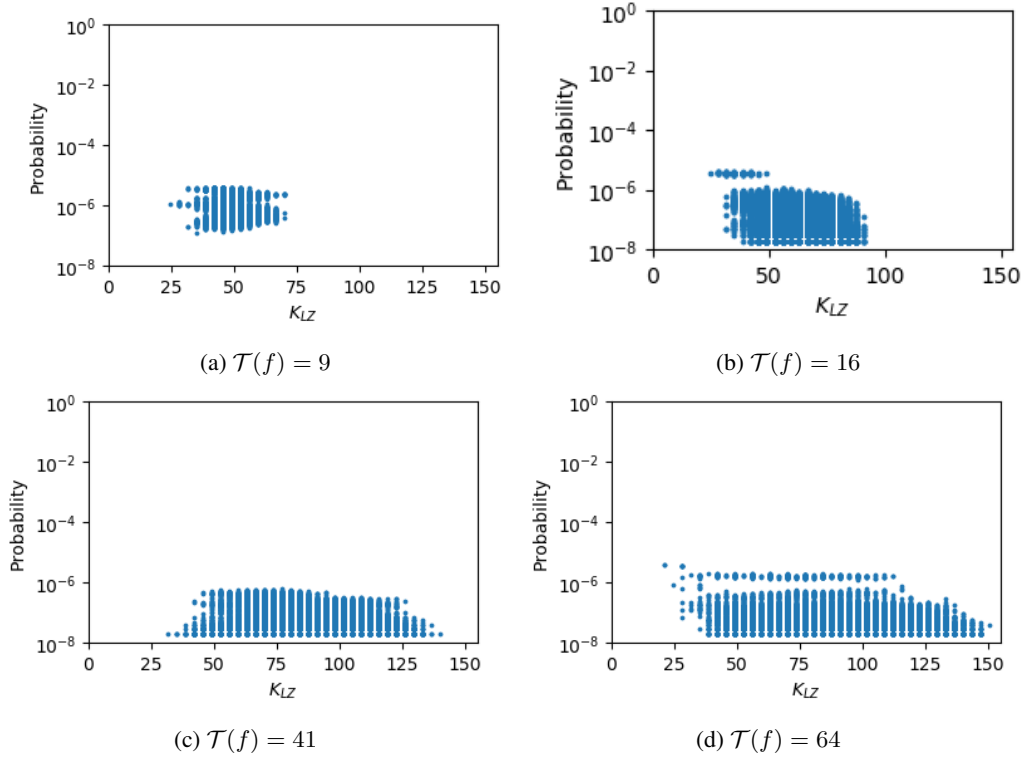 10^0
10^-2
10^-4
10^-6
10^-8
Probability
0 25 50 75 100 125 150
K_LZ
(a) 𝒯(f) = 9
10^0
10^-2
10^-4
10^-6
10^-8
Probability
0 50 100 150
K_LZ
(b) 𝒯(f) = 16
10^0
10^-2
10^-4
10^-6
10^-8
Probability
0 25 50 75 100 125 150
K_LZ
(c) 𝒯(f) = 41
10^0
10^-2
10^-4
10^-6
10^-8
Probability
0 25 50 75 100 125 150
K_LZ
(d) 𝒯(f) = 64